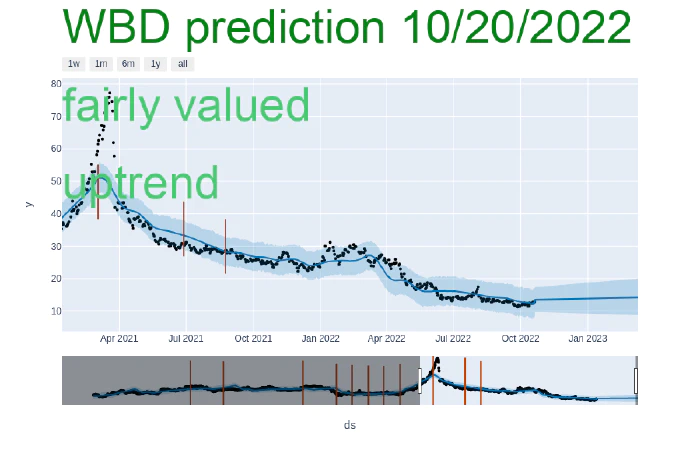 WBD prediction 10/20/2022
1w 1m 6m 1y all
80
fairly valued
70
60
50
uptrend
40
y
30
20
10
Apr 2021 Jul 2021 Oct 2021 Jan 2022 Apr 2022 Jul 2022 Oct 2022 Jan 2023
ds